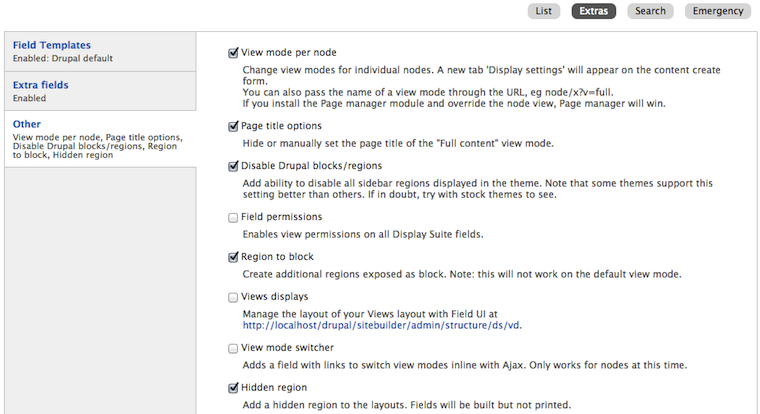 List Extras Search Emergency
Field Templates
Enabled: Drupal default
Extra fields
Enabled
Other
View mode per node, Page title options,
Disable Drupal blocks/regions, Region
to block, Hidden region
View mode per node
Change view modes for individual nodes. A new tab 'Display settings' will appear on the content create
form.
You can also pass the name of a view mode through the URL, eg node/x?v=full.
If you install the Page manager module and override the node view, Page manager will win.
Page title options
Hide or manually set the page title of the "Full content" view mode.
Disable Drupal blocks/regions
Add ability to disable all sidebar regions displayed in the theme. Note that some themes support this
setting better than others. If in doubt, try with stock themes to see.
Field permissions
Enables view permissions on all Display Suite fields.
Region to block
Create additional regions exposed as block. Note: this will not work on the default view mode.
Views displays
Manage the layout of your Views layout with Field UI at
http://localhost/drupal/sitebuilder/admin/structure/ds/vd.
View mode switcher
Adds a field with links to switch view modes inline with Ajax. Only works for nodes at this time.
Hidden region
Add a hidden region to the layouts. Fields will be built but not printed.